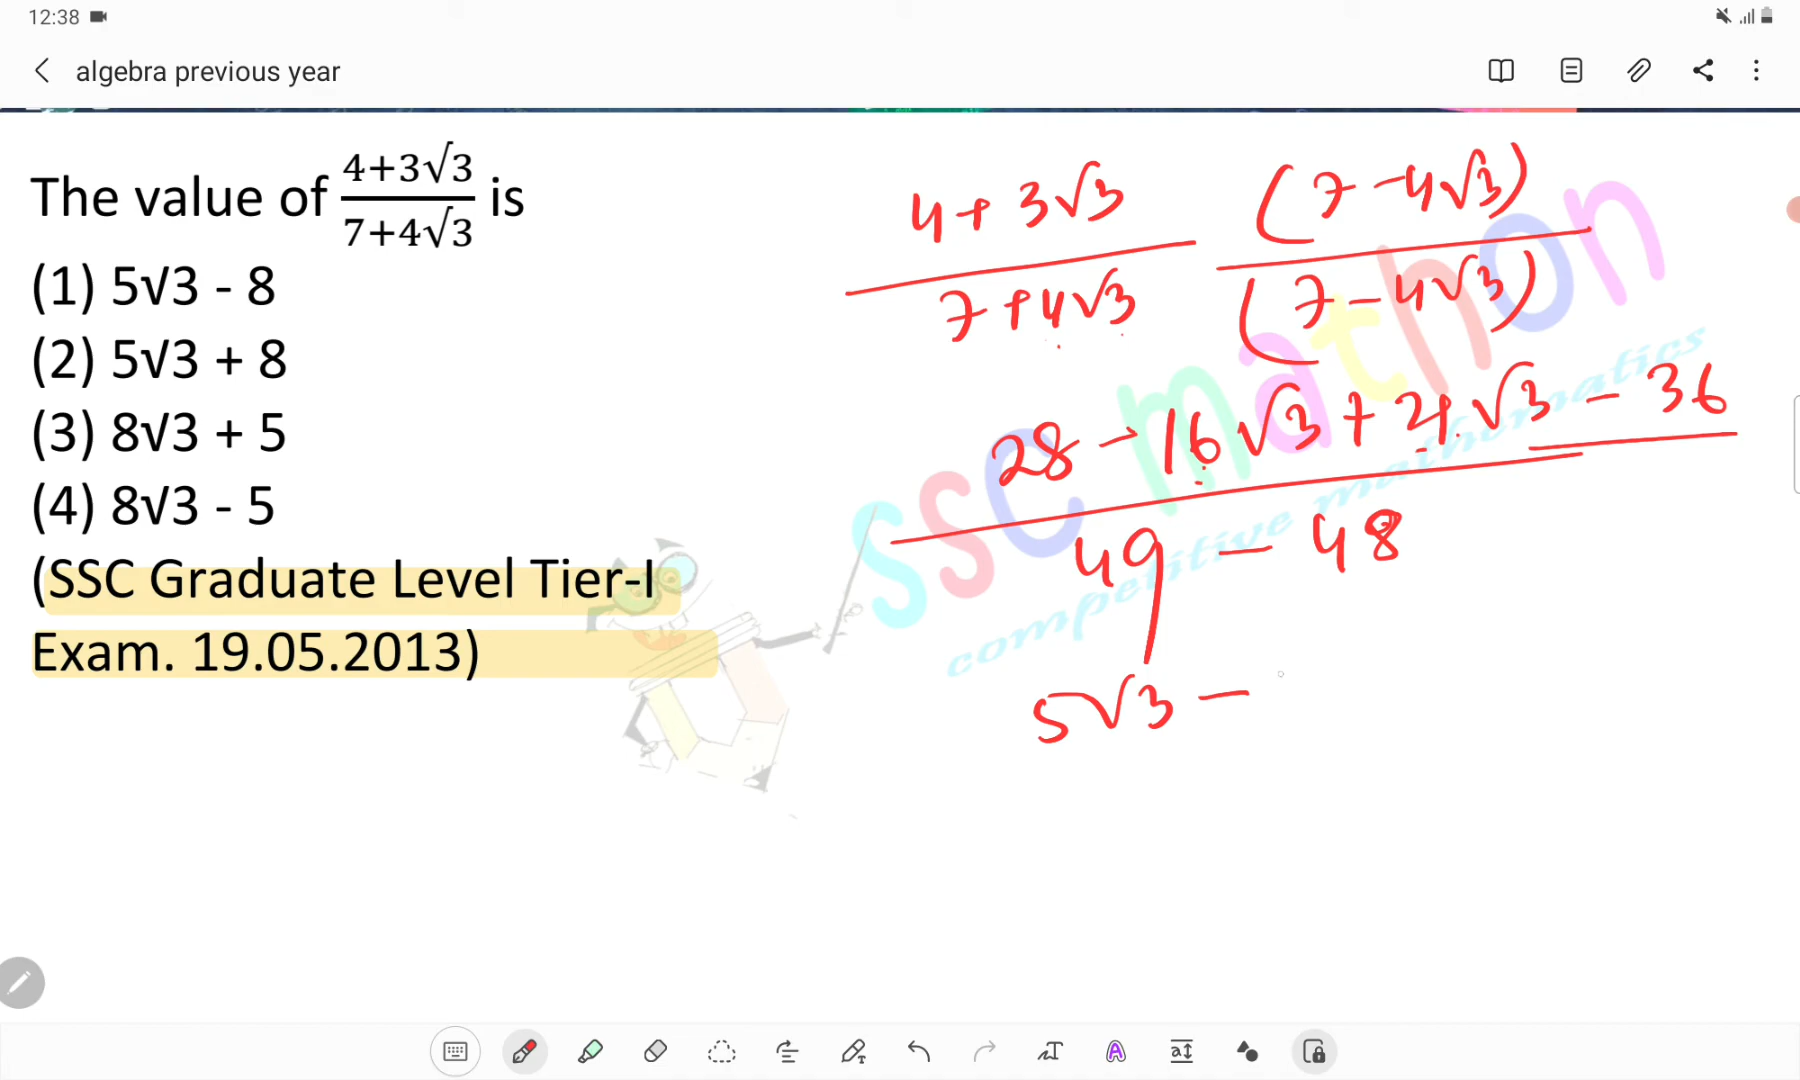 12:38
algebra previous year
The value of (4+3√3)/(7+4√3) is
(1) 5√3 - 8
(2) 5√3 + 8
(3) 8√3 + 5
(4) 8√3 - 5
(SSC Graduate Level Tier-I
Exam. 19.05.2013)
4 + 3√3 (7 - 4√3)
7 + 4√3 (7 - 4√3)
28 - 16√3 + 21√3 - 36
49 - 48
5√3 -
ssc mathon
competitive mathematics